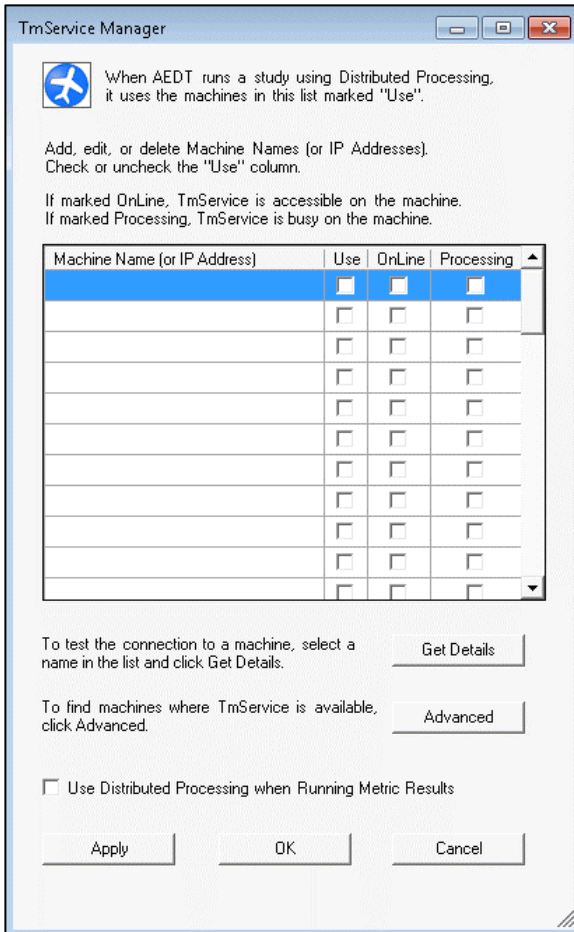 TmService Manager
When AEDT runs a study using Distributed Processing,
it uses the machines in this list marked "Use".
Add, edit, or delete Machine Names (or IP Addresses).
Check or uncheck the "Use" column.
If marked OnLine, TmService is accessible on the machine.
If marked Processing, TmService is busy on the machine.
Machine Name (or IP Address) Use OnLine Processing
To test the connection to a machine, select a
name in the list and click Get Details.
Get Details
To find machines where TmService is available,
click Advanced.
Advanced
Use Distributed Processing when Running Metric Results
Apply OK Cancel